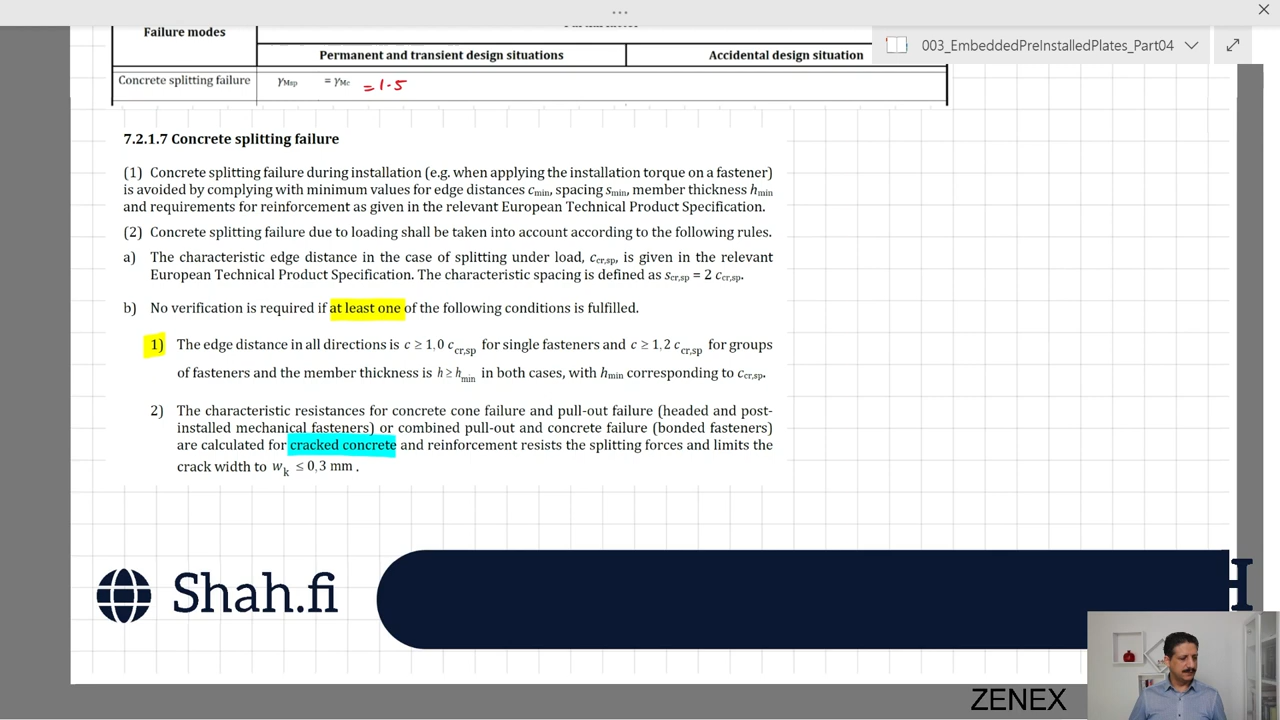 003_EmbeddedPreInstalledPlates_Part04
Failure modes
Permanent and transient design situations
Accidental design situation
Concrete splitting failure γMsp = γMc = 1.5
7.2.1.7 Concrete splitting failure
(1) Concrete splitting failure during installation (e.g. when applying the installation torque on a fastener)
is avoided by complying with minimum values for edge distances cmin, spacing smin, member thickness hmin
and requirements for reinforcement as given in the relevant European Technical Product Specification.
(2) Concrete splitting failure due to loading shall be taken into account according to the following rules.
a) The characteristic edge distance in the case of splitting under load, ccr,sp, is given in the relevant
European Technical Product Specification. The characteristic spacing is defined as scr,sp = 2 ccr,sp.
b) No verification is required if at least one of the following conditions is fulfilled.
1) The edge distance in all directions is c ≥ 1,0 ccr,sp for single fasteners and c ≥ 1,2 ccr,sp for groups
of fasteners and the member thickness is h ≥ hmin in both cases, with hmin corresponding to ccr,sp.
2) The characteristic resistances for concrete cone failure and pull-out failure (headed and post-
installed mechanical fasteners) or combined pull-out and concrete failure (bonded fasteners)
are calculated for cracked concrete and reinforcement resists the splitting forces and limits the
crack width to wk ≤ 0,3 mm.
Shah.fi
ZENEX